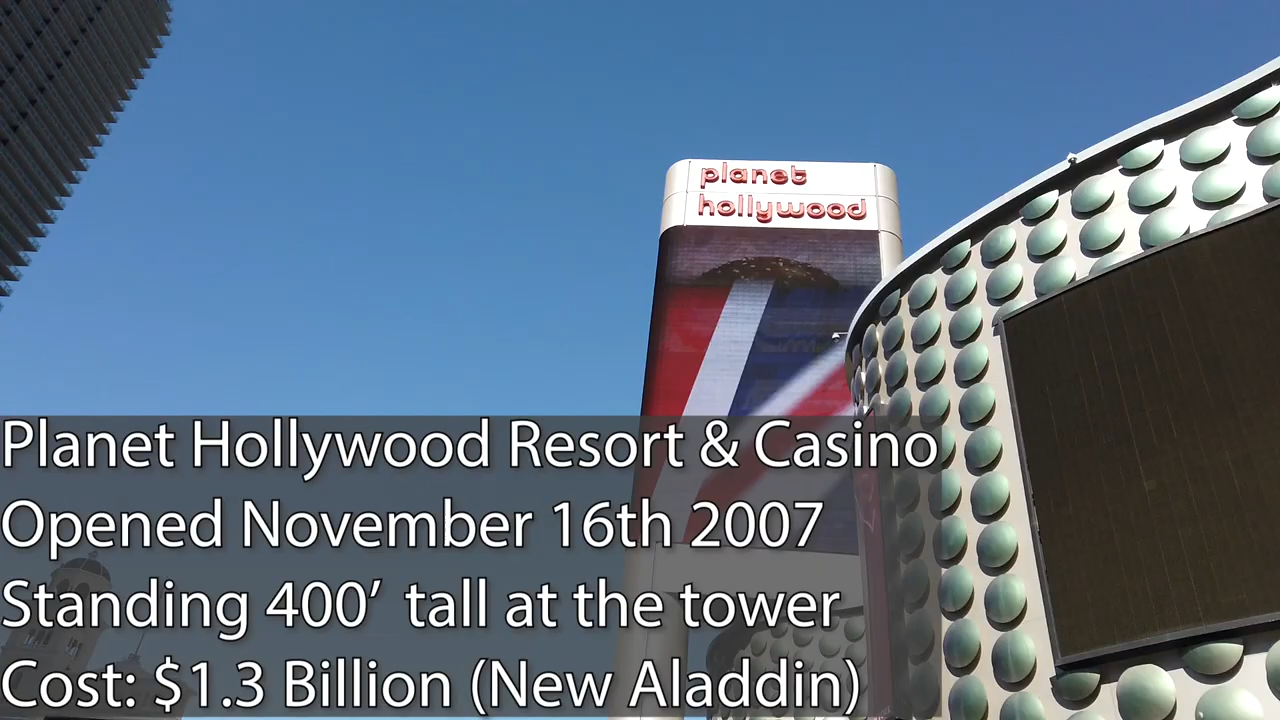 planet
hollywood
Planet Hollywood Resort & Casino
Opened November 16th 2007
Standing 400′ tall at the tower
Cost: $1.3 Billion (New Aladdin)